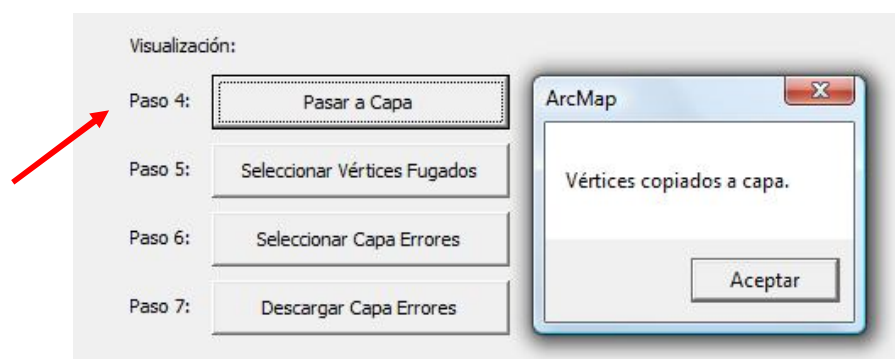 Visualización:
Paso 4:
Pasar a Capa
Paso 5:
Seleccionar Vértices Fugados
Paso 6:
Seleccionar Capa Errores
Paso 7:
Descargar Capa Errores
ArcMap
Vértices copiados a capa.
Aceptar